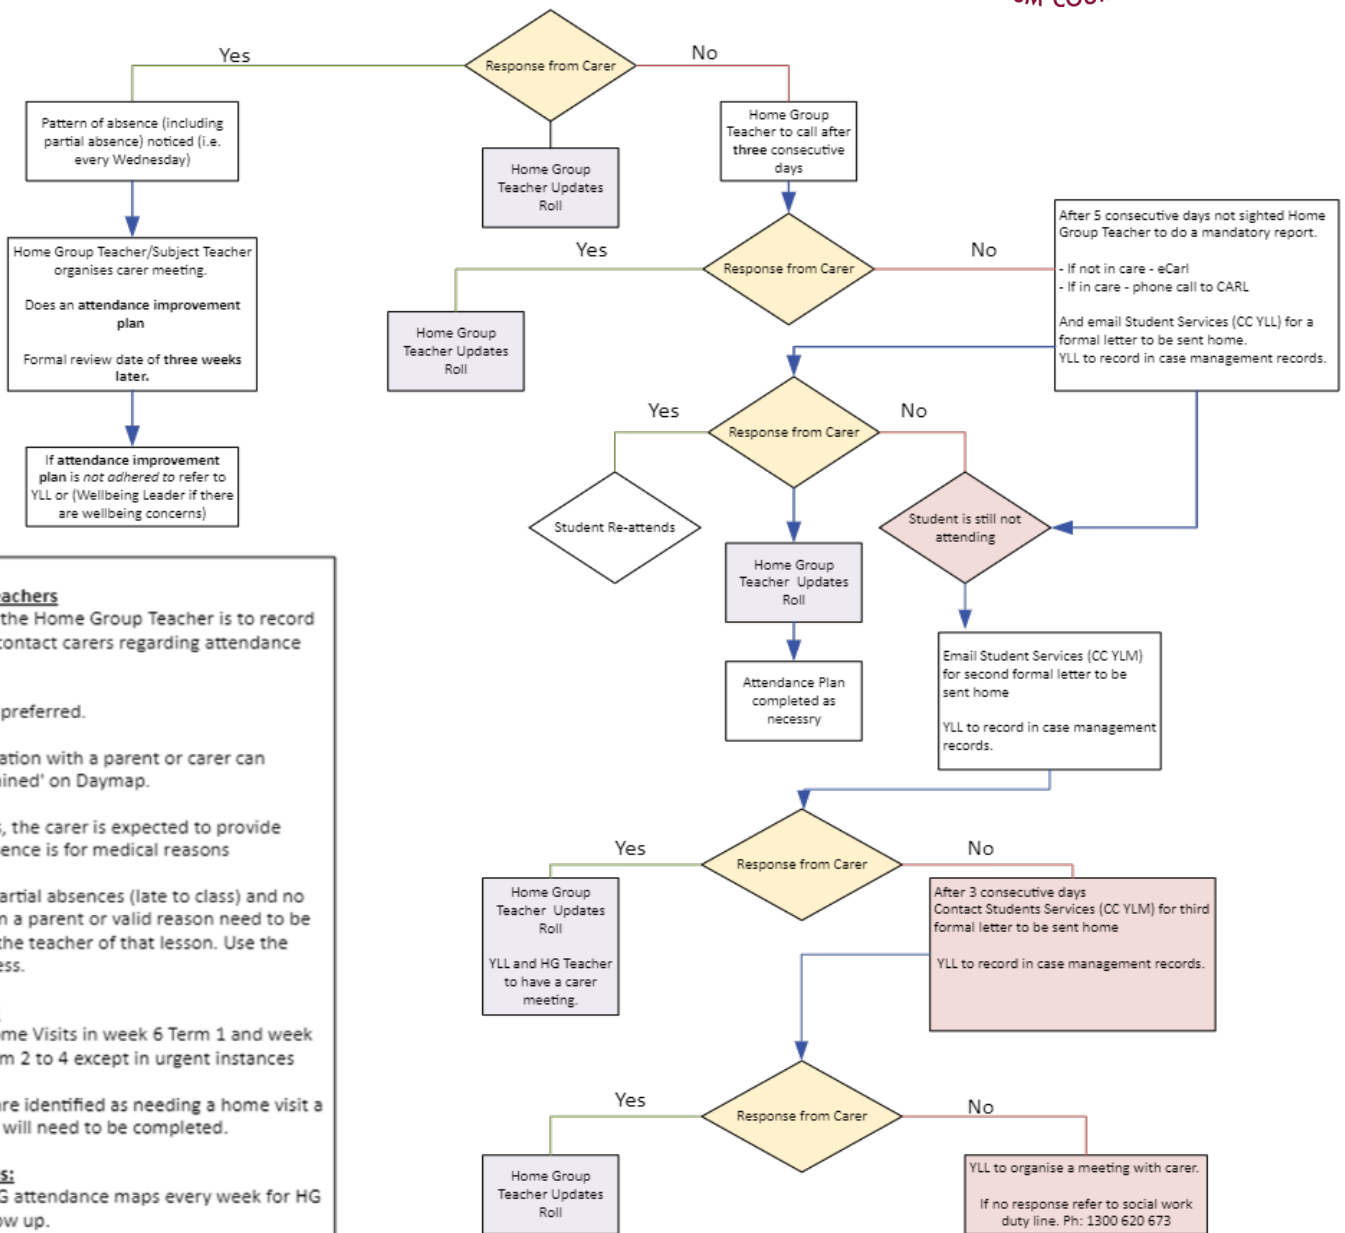 Yes
Response from Carer
No
Pattern of absence (including
partial absence) noticed (i.e.
every Wednesday)
Home Group
Teacher Updates
Roll
Home Group
Teacher to call after
three consecutive
days
Home Group Teacher/Subject Teacher
organises carer meeting.
Does an attendance improvement
plan
Formal review date of three weeks
later.
Yes
Response from Carer
No
After 5 consecutive days not sighted Home
Group Teacher to do a mandatory report.
- If not in care - eCarl
- If in care - phone call to CARL
And email Student Services (CC YLL) for a
formal letter to be sent home.
YLL to record in case management records.
Home Group
Teacher Updates
Roll
If attendance improvement
plan is not adhered to refer to
YLL or (Wellbeing Leader if there
are wellbeing concerns)
Yes
Response from Carer
No
Student Re-attends
Student is still not
attending
Home Group
Teacher Updates
Roll
Attendance Plan
completed as
necessry
Email Student Services (CC YLM)
for second formal letter to be
sent home
YLL to record in case management
records.
the Home Group Teacher is to record
contact carers regarding attendance
preferred.
ation with a parent or carer can
ained' on Daymap.
s, the carer is expected to provide
ence is for medical reasons
artial absences (late to class) and no
m a parent or valid reason need to be
the teacher of that lesson. Use the
ess.
ome Visits in week 6 Term 1 and week
m 2 to 4 except in urgent instances
are identified as needing a home visit a
will need to be completed.
s:
G attendance maps every week for HG
ow up.
Yes
Response from Carer
No
Home Group
Teacher Updates
Roll
YLL and HG Teacher
to have a carer
meeting.
After 3 consecutive days
Contact Students Services (CC YLM) for third
formal letter to be sent home
YLL to record in case management records.
Yes
Response from Carer
No
Home Group
Teacher Updates
Roll
YLL to organise a meeting with carer.
If no response refer to social work
duty line. Ph: 1300 620 673